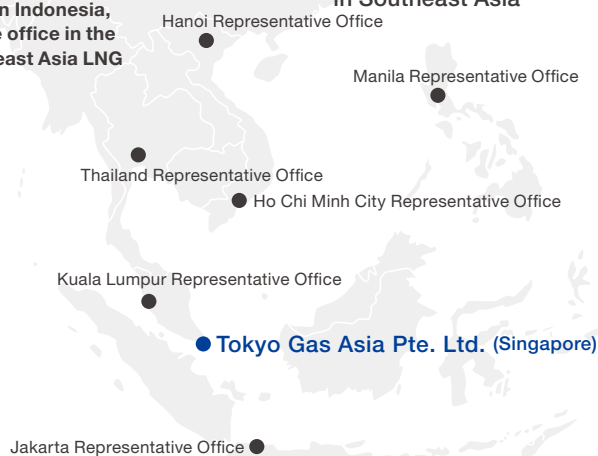 in Southeast Asia
n Indonesia,
e office in the
east Asia LNG
Hanoi Representative Office
Manila Representative Office
Thailand Representative Office
Ho Chi Minh City Representative Office
Kuala Lumpur Representative Office
Tokyo Gas Asia Pte. Ltd. (Singapore)
Jakarta Representative Office